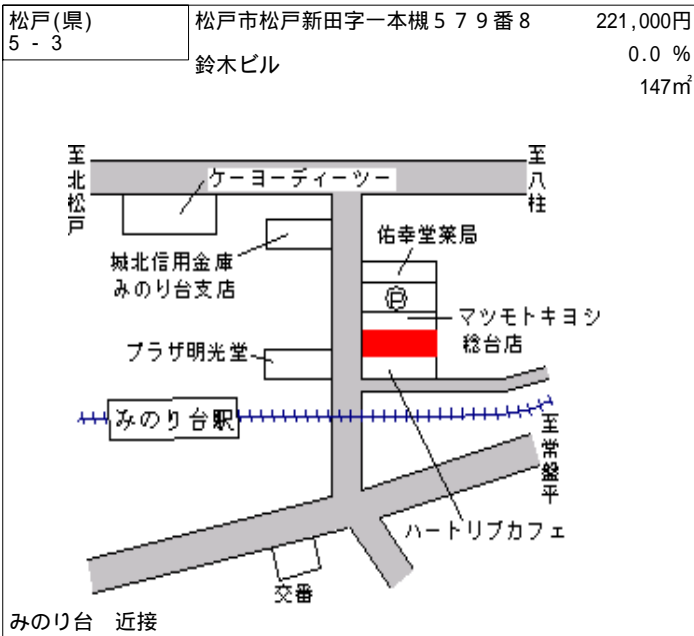 松戸(県)
5 - 3
松戸市松戸新田字一本槻５７９番８
鈴木ビル
221,000円
0.0 %
147㎡
至北松戸
ケーヨーディーツー
至八柱
城北信用金庫
みのり台支店
佑幸堂薬局
Ⓟ
マツモトキヨシ
稔台店
プラザ明光堂
みのり台駅
至常盤平
ハートリブカフェ
交番
みのり台　近接